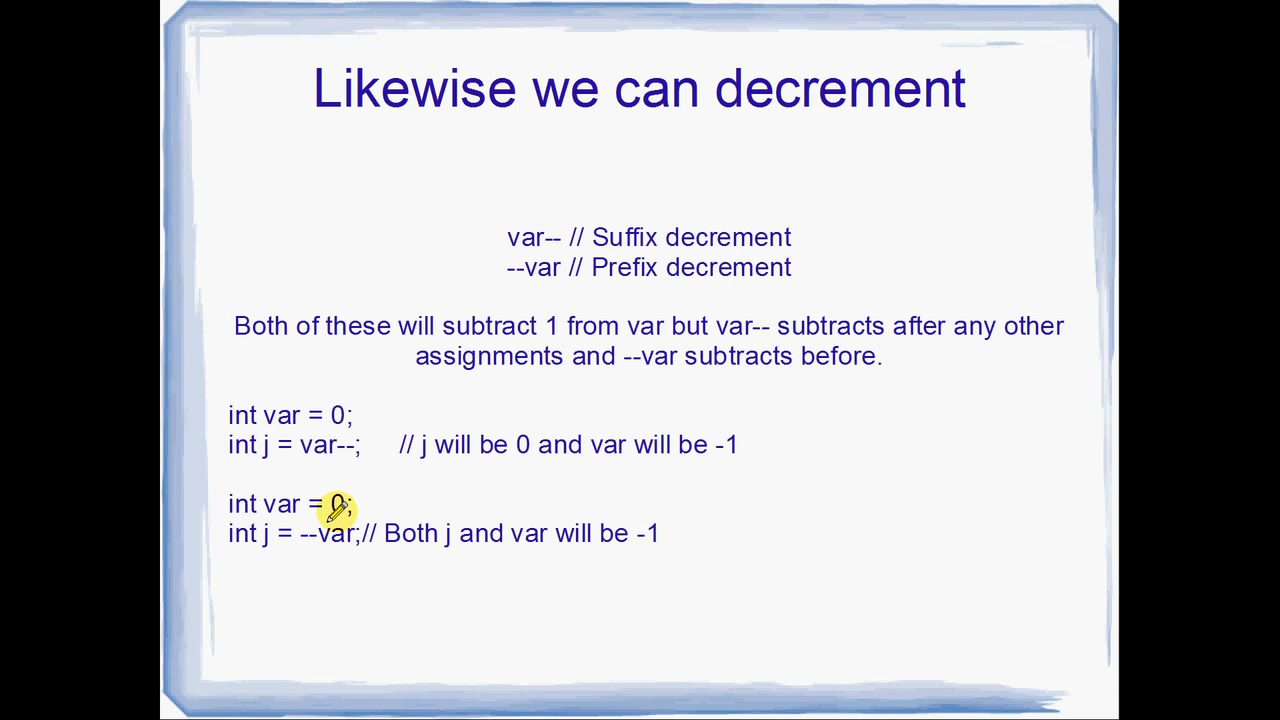 Likewise we can decrement
var-- // Suffix decrement
--var // Prefix decrement
Both of these will subtract 1 from var but var-- subtracts after any other
assignments and --var subtracts before.
int var = 0;
int j = var--; // j will be 0 and var will be -1
int var = 0;
int j = --var;// Both j and var will be -1